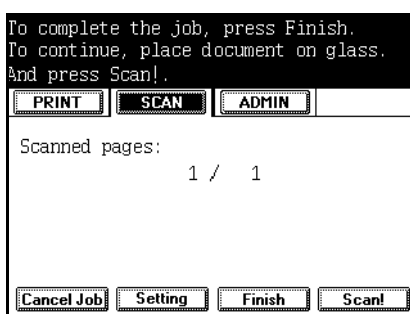 To complete the job, press Finish.
To continue, place document on glass.
And press Scan!.
PRINT SCAN ADMIN
Scanned pages:
1 / 1
Cancel Job Setting Finish Scan!